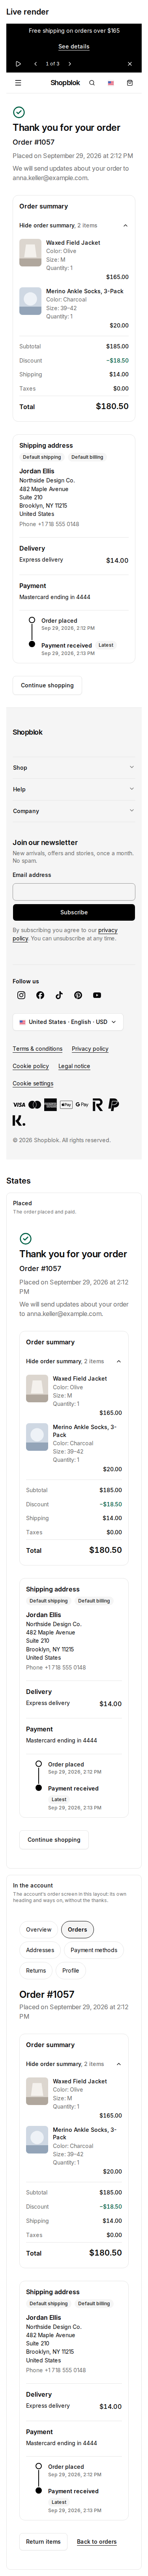 Live render
Free shipping on orders over $165
See details
1 of 3
Shopblok
Thank you for your order
Order #1057
Placed on September 29, 2026 at 2:12 PM
We will send updates about your order to
anna.keller@example.com.
Order summary
Hide order summary, 2 items
Waxed Field Jacket
Color: Olive
Size: M
Quantity: 1
$165.00
Merino Ankle Socks, 3-Pack
Color: Charcoal
Size: 39-42
Quantity: 1
$20.00
Subtotal $185.00
Discount −$18.50
Shipping $14.00
Taxes $0.00
Total $180.50
Shipping address
Default shipping Default billing
Jordan Ellis
Northside Design Co.
482 Maple Avenue
Suite 210
Brooklyn, NY 11215
United States
Phone +1 718 555 0148
Delivery
Express delivery $14.00
Payment
Mastercard ending in 4444
Order placed
Sep 29, 2026, 2:12 PM
Payment received Latest
Sep 29, 2026, 2:13 PM
Continue shopping
Shopblok
Shop
Help
Company
Join our newsletter
New arrivals, offers and stories, once a month.
No spam.
Email address
Subscribe
By subscribing you agree to our privacy
policy. You can unsubscribe at any time.
Follow us
United States · English · USD
Terms & conditions Privacy policy
Cookie policy Legal notice
Cookie settings
VISA Pay G Pay
K.
© 2026 Shopblok. All rights reserved.
States
Placed
The order placed and paid.
Thank you for your order
Order #1057
Placed on September 29, 2026 at 2:12
PM
We will send updates about your order
to anna.keller@example.com.
Order summary
Hide order summary, 2 items
Waxed Field Jacket
Color: Olive
Size: M
Quantity: 1
$165.00
Merino Ankle Socks, 3-
Pack
Color: Charcoal
Size: 39-42
Quantity: 1
$20.00
Subtotal $185.00
Discount −$18.50
Shipping $14.00
Taxes $0.00
Total $180.50
Shipping address
Default shipping Default billing
Jordan Ellis
Northside Design Co.
482 Maple Avenue
Suite 210
Brooklyn, NY 11215
United States
Phone +1 718 555 0148
Delivery
Express delivery $14.00
Payment
Mastercard ending in 4444
Order placed
Sep 29, 2026, 2:12 PM
Payment received
Latest
Sep 29, 2026, 2:13 PM
Continue shopping
In the account
The account's order screen in this layout: its own
heading and ways on, without the thanks.
Overview Orders
Addresses Payment methods
Returns Profile
Order #1057
Placed on September 29, 2026 at 2:12
PM
Order summary
Hide order summary, 2 items
Waxed Field Jacket
Color: Olive
Size: M
Quantity: 1
$165.00
Merino Ankle Socks, 3-
Pack
Color: Charcoal
Size: 39-42
Quantity: 1
$20.00
Subtotal $185.00
Discount −$18.50
Shipping $14.00
Taxes $0.00
Total $180.50
Shipping address
Default shipping Default billing
Jordan Ellis
Northside Design Co.
482 Maple Avenue
Suite 210
Brooklyn, NY 11215
United States
Phone +1 718 555 0148
Delivery
Express delivery $14.00
Payment
Mastercard ending in 4444
Order placed
Sep 29, 2026, 2:12 PM
Payment received
Latest
Sep 29, 2026, 2:13 PM
Return items Back to orders